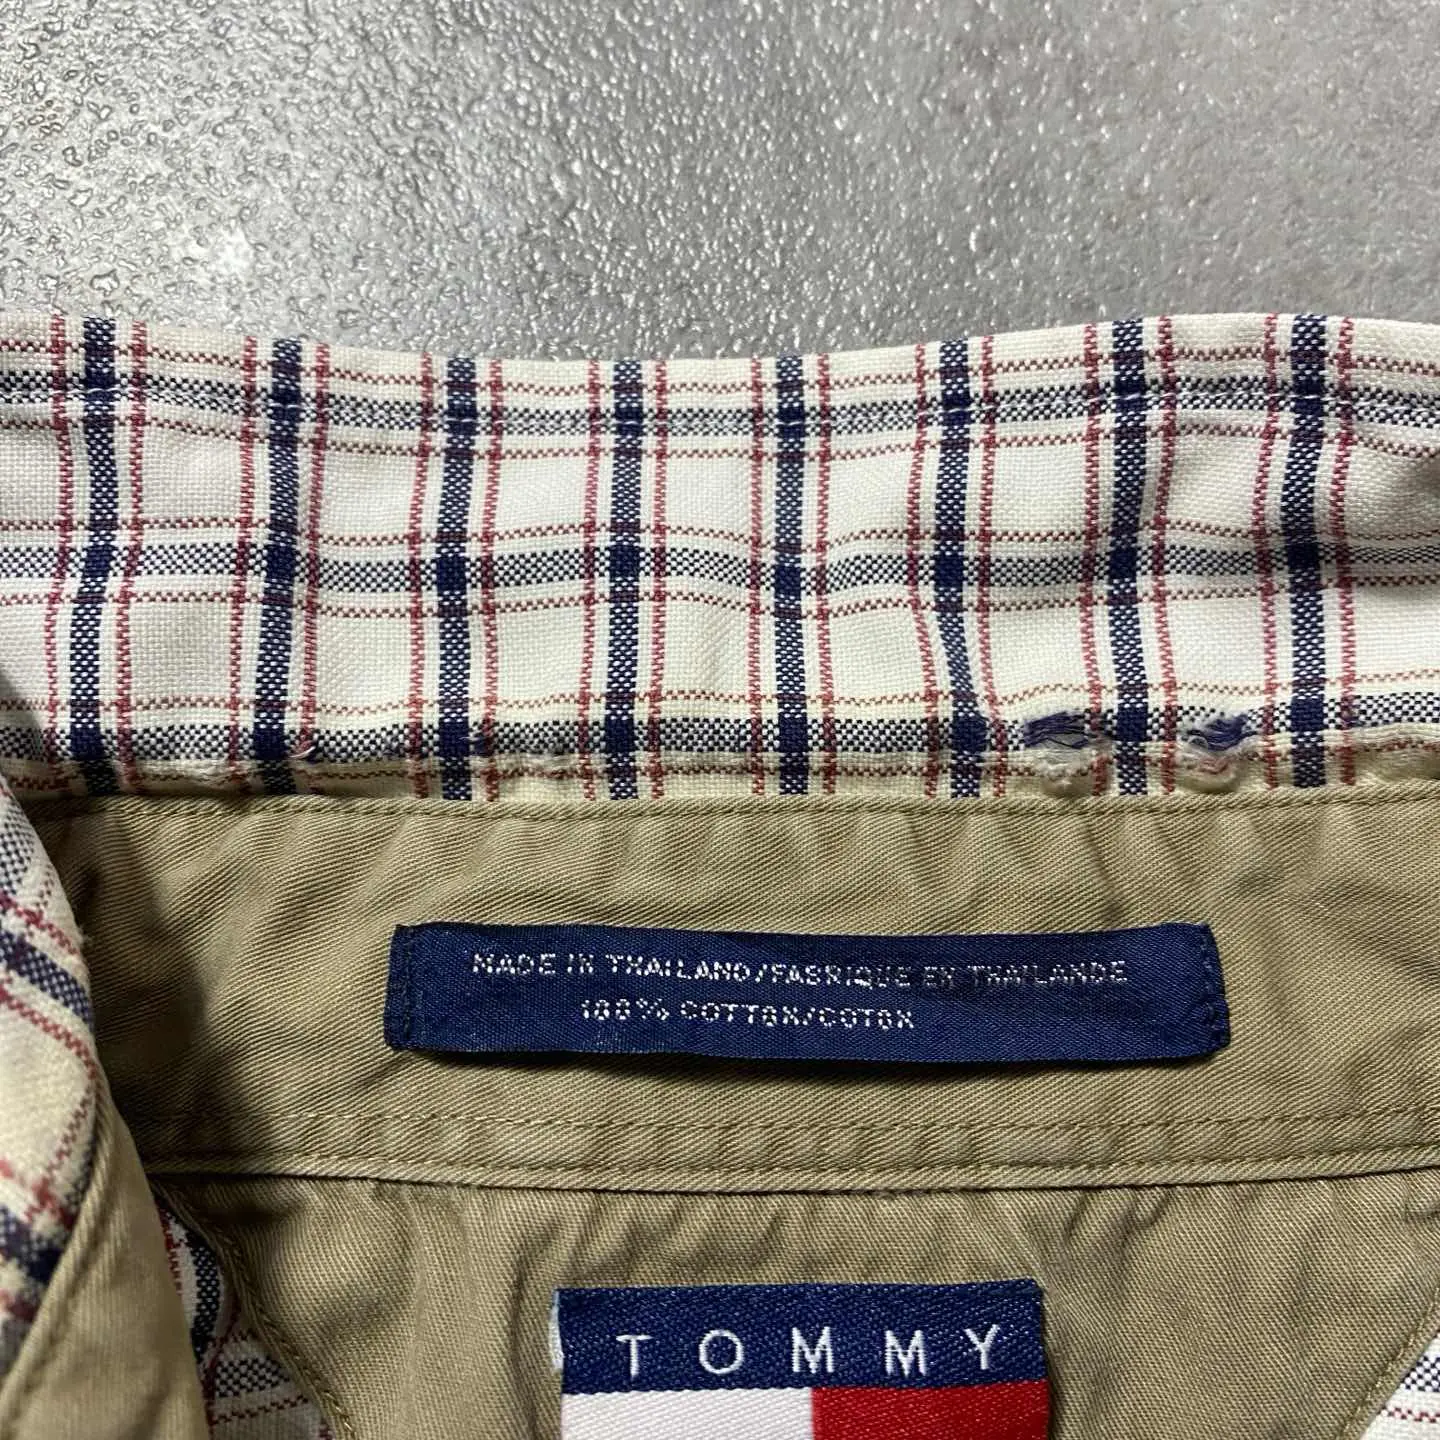 MADE IN THAILAND/FABRIQUE EN THAILANDE
100% COTTON/COTON
TOMMY